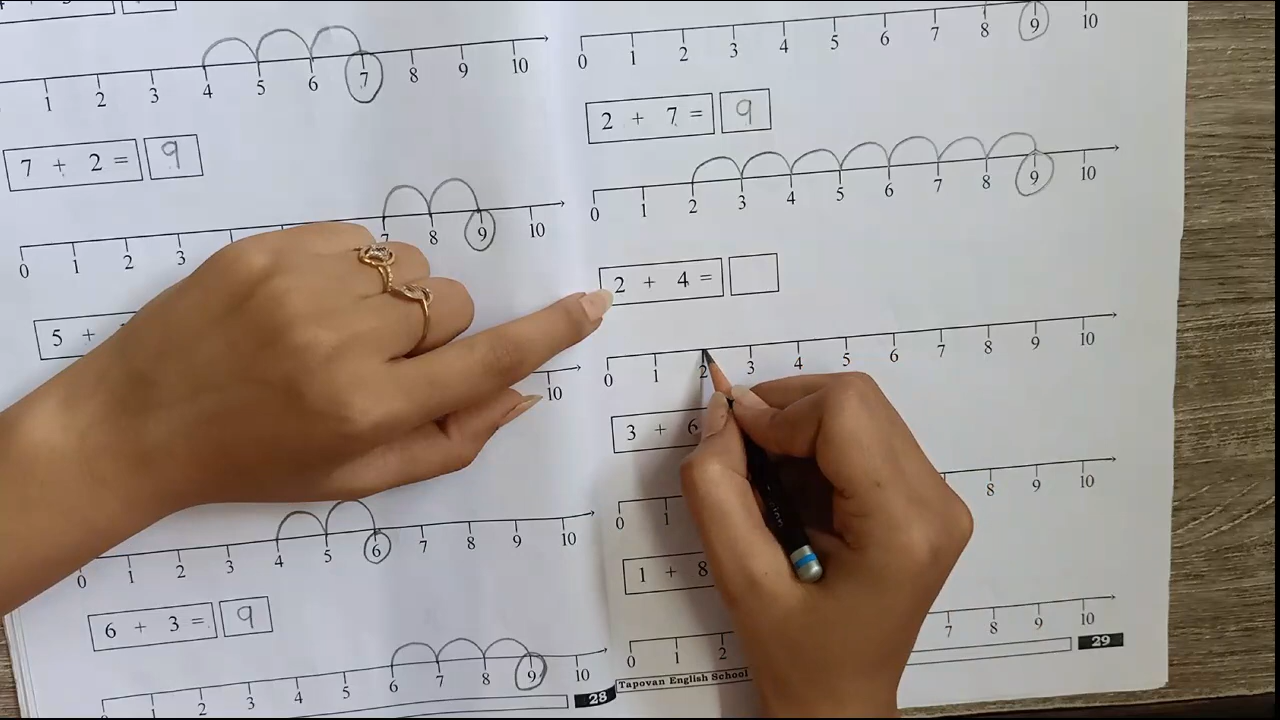 1 2 3 4 5 6 7 8 9 10
7 + 2 = 9
0 1 2 3 7 8 9 10
5 +
10
0 1 2 3 4 5 6 7 8 9 10
6 + 3 = 9
1 2 3 4 5 6 7 8 9 10
28
0 1 2 3 4 5 6 7 8 9 10
2 + 7 = 9
0 1 2 3 4 5 6 7 8 9 10
2 + 4 =
0 1 2 3 4 5 6 7 8 9 10
3 + 6
0 1 8 9 10
1 + 8
0 1 2 7 8 9 10
Tapovan English School
29